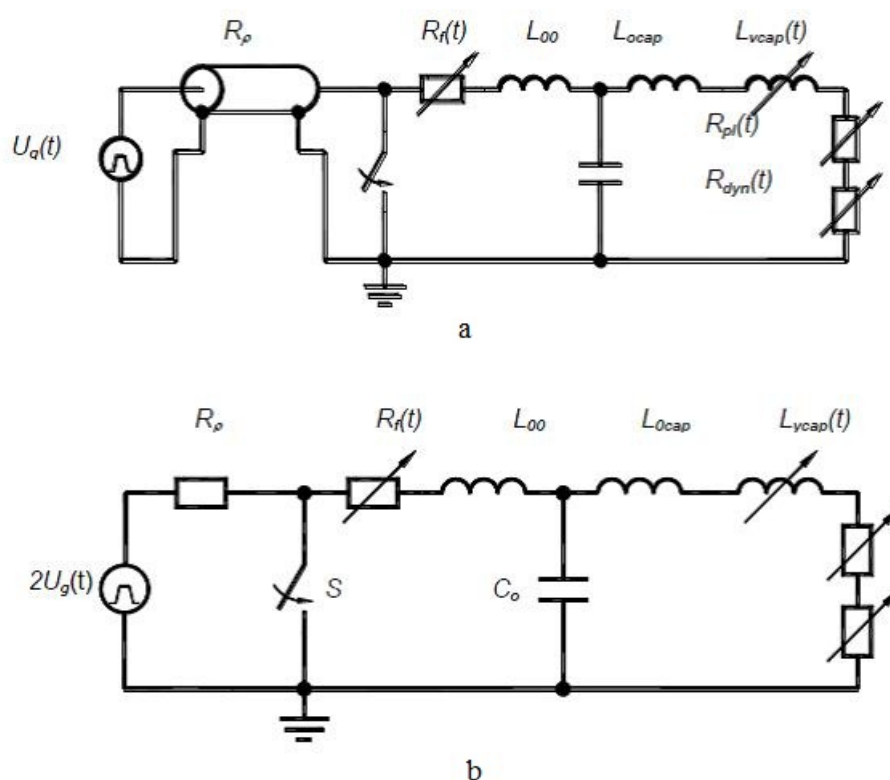 Rρ Rf(t) L00 Locap Lvcap(t)
Uq(t)
Rpl(t)
Rdyn(t)
a
Rρ Rf(t) L00 L0cap Lycap(t)
2Ug(t) S Co
b